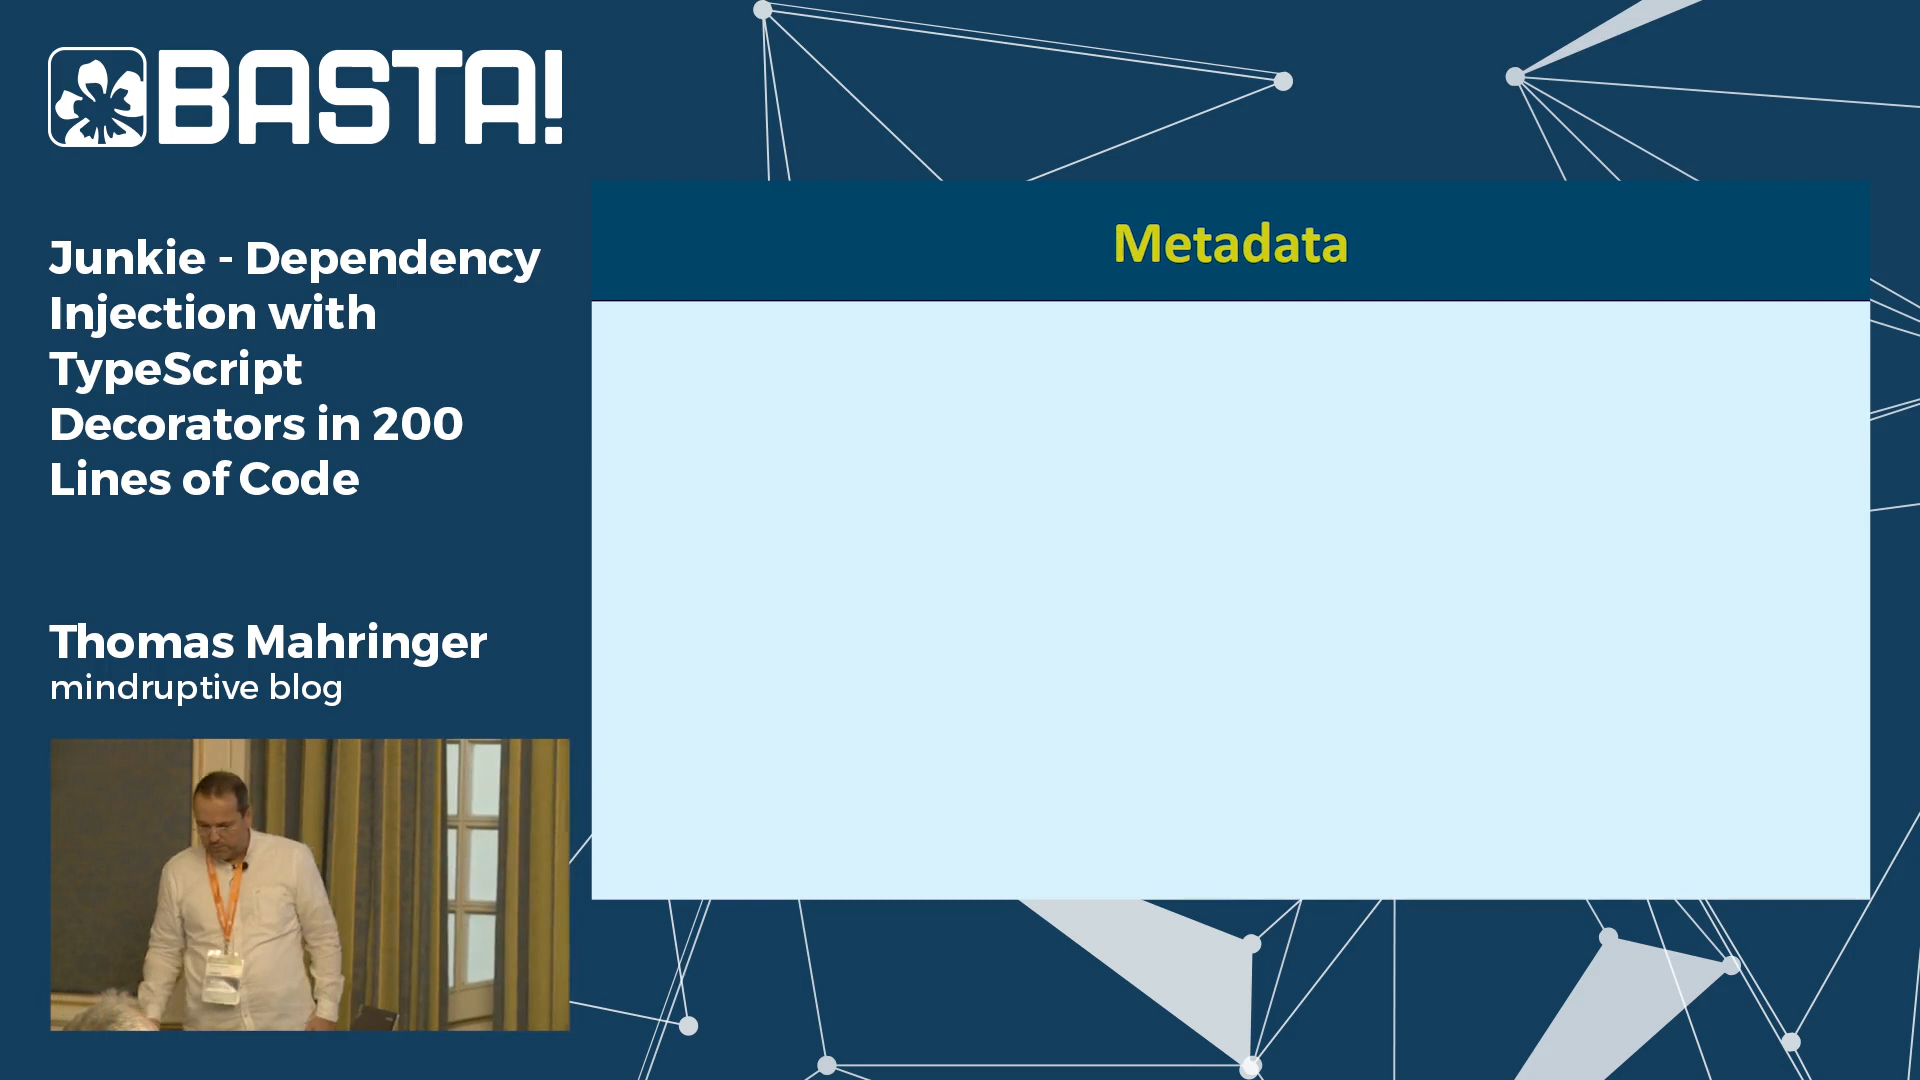 BASTA!
Junkie - Dependency
Injection with
TypeScript
Decorators in 200
Lines of Code
Thomas Mahringer
mindruptive blog
Metadata